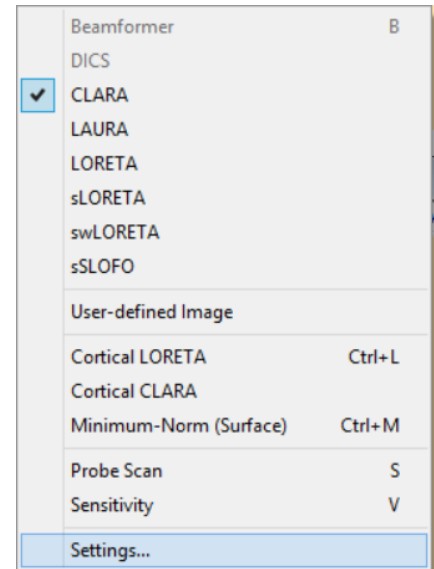 Beamformer B
DICS
CLARA
LAURA
LORETA
sLORETA
swLORETA
sSLOFO
User-defined Image
Cortical LORETA Ctrl+L
Cortical CLARA
Minimum-Norm (Surface) Ctrl+M
Probe Scan S
Sensitivity V
Settings...